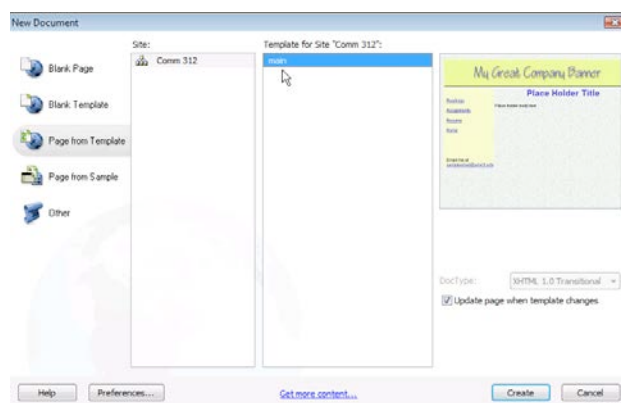 New Document
Site:
Template for Site "Comm 312":
Blank Page
Blank Template
Page from Template
Page from Sample
Other
Comm 312
main
My Great Company Banner
Place Holder Title
DocType:
XHTML 1.0 Transitional
Update page when template changes
Help
Preferences...
Get more content...
Create
Cancel